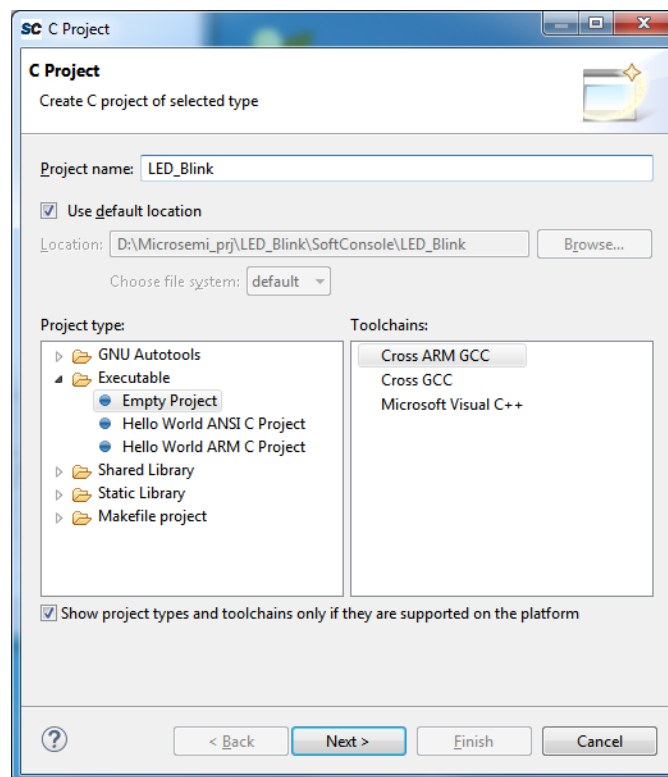 SC C Project
C Project
Create C project of selected type
Project name: LED_Blink
Use default location
Location: D:\Microsemi_prj\LED_Blink\SoftConsole\LED_Blink Browse...
Choose file system: default
Project type: Toolchains:
GNU Autotools Cross ARM GCC
Executable Cross GCC
Empty Project Microsoft Visual C++
Hello World ANSI C Project
Hello World ARM C Project
Shared Library
Static Library
Makefile project
Show project types and toolchains only if they are supported on the platform
? < Back Next > Finish Cancel